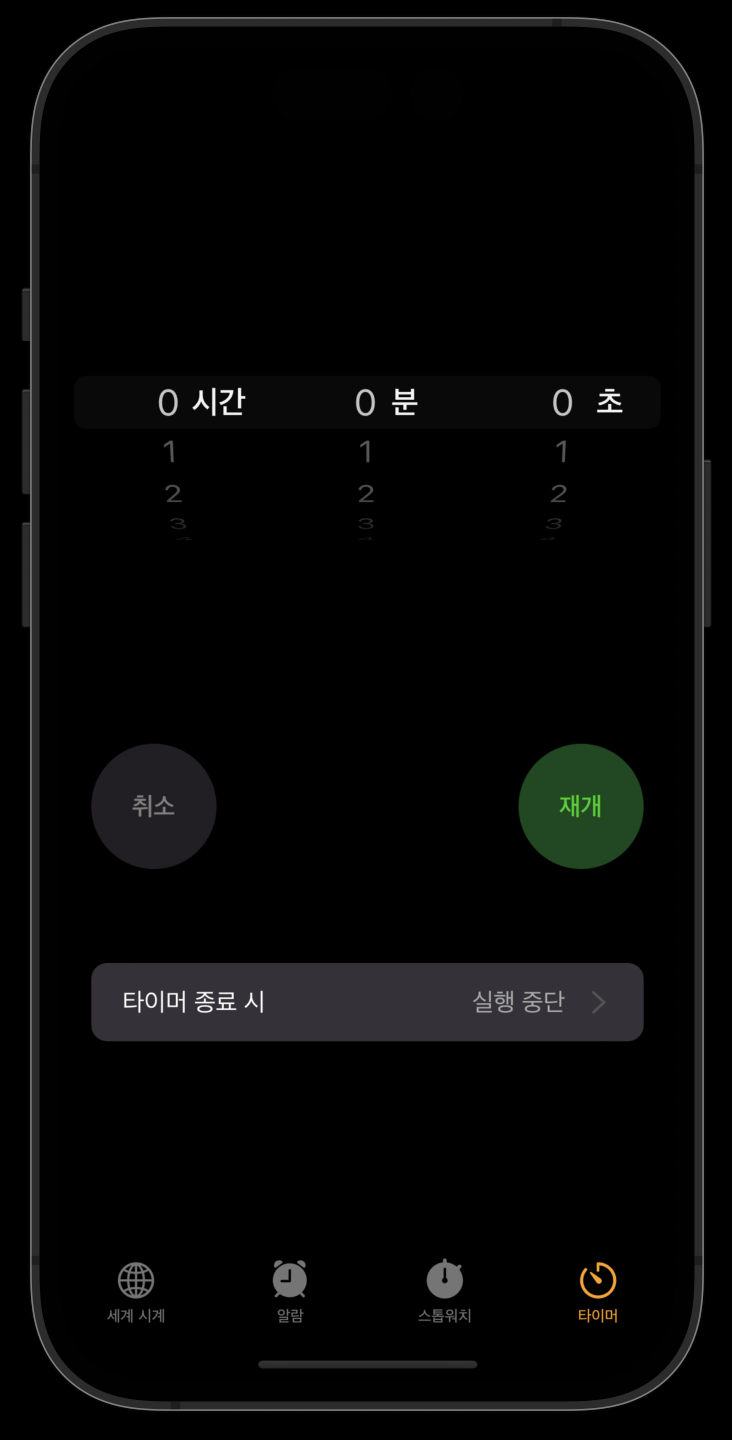 0 시간 0 분 0 초
1 1 1
2 2 2
3 3 3
취소 재개
타이머 종료 시 실행 중단
세계 시계 알람 스톱워치 타이머